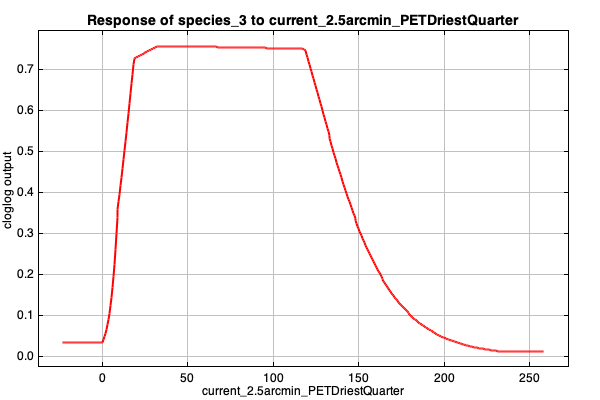 Response of species_3 to current_2.5arcmin_PETDriestQuarter
0.7
0.6
0.5
0.4
0.3
0.2
0.1
0.0
cloglog output
0 50 100 150 200 250
current_2.5arcmin_PETDriestQuarter